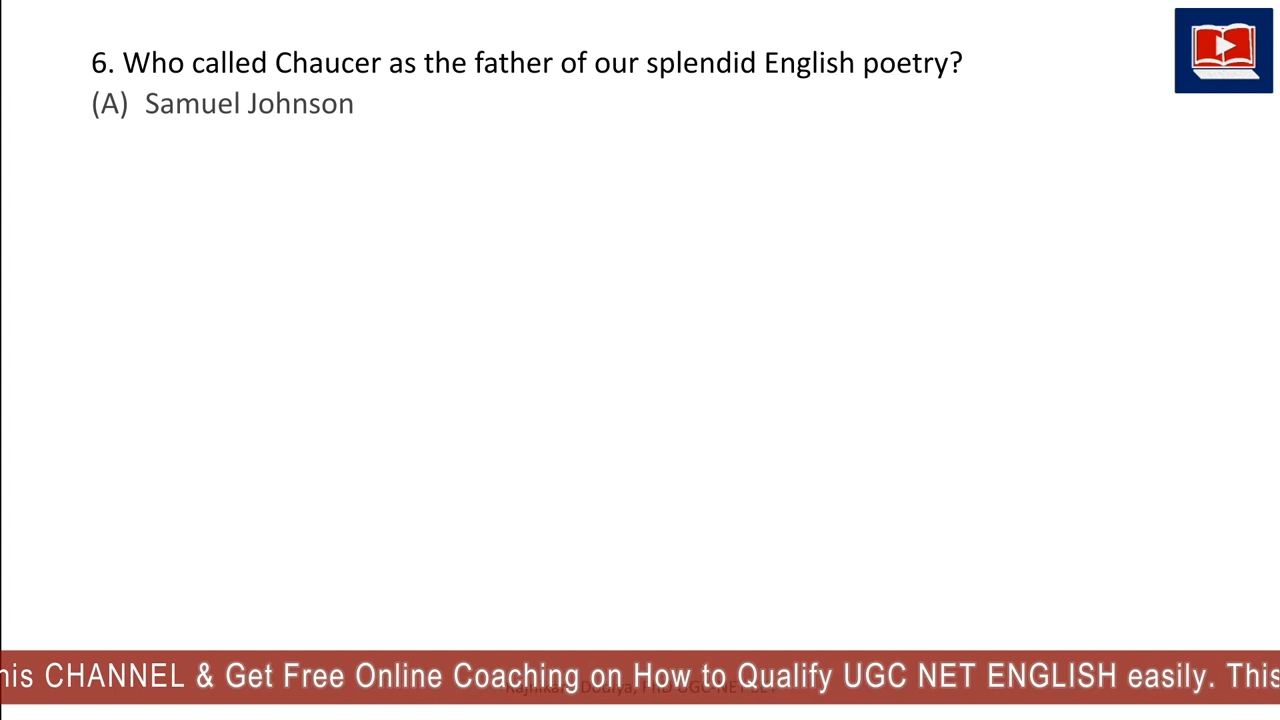 6. Who called Chaucer as the father of our splendid English poetry?
(A) Samuel Johnson
his CHANNEL & Get Free Online Coaching on How to Qualify UGC NET ENGLISH easily. This